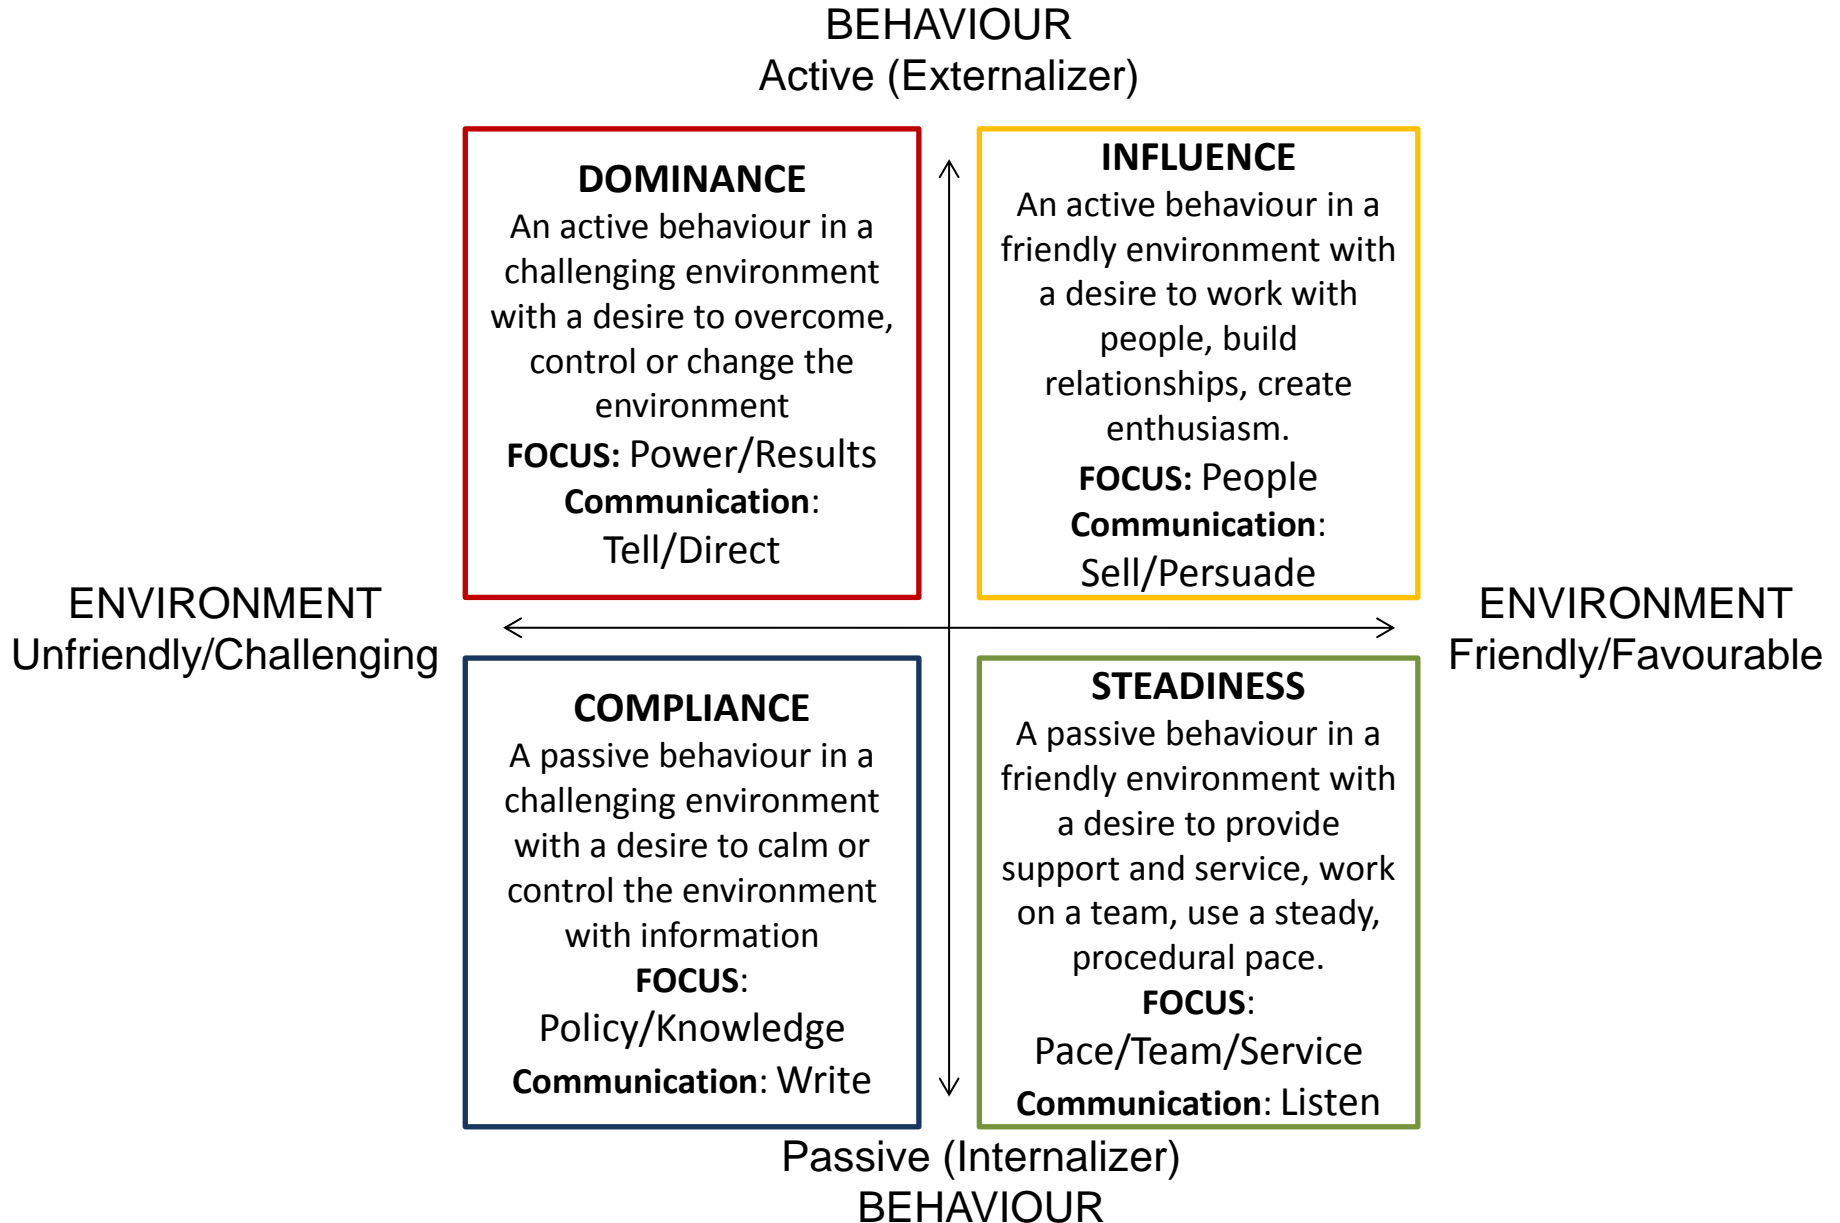 BEHAVIOUR
Active (Externalizer)
DOMINANCE
An active behaviour in a
challenging environment
with a desire to overcome,
control or change the
environment
FOCUS: Power/Results
Communication:
Tell/Direct
INFLUENCE
An active behaviour in a
friendly environment with
a desire to work with
people, build
relationships, create
enthusiasm.
FOCUS: People
Communication:
Sell/Persuade
ENVIRONMENT
Unfriendly/Challenging
ENVIRONMENT
Friendly/Favourable
COMPLIANCE
A passive behaviour in a
challenging environment
with a desire to calm or
control the environment
with information
FOCUS:
Policy/Knowledge
Communication: Write
STEADINESS
A passive behaviour in a
friendly environment with
a desire to provide
support and service, work
on a team, use a steady,
procedural pace.
FOCUS:
Pace/Team/Service
Communication: Listen
Passive (Internalizer)
BEHAVIOUR